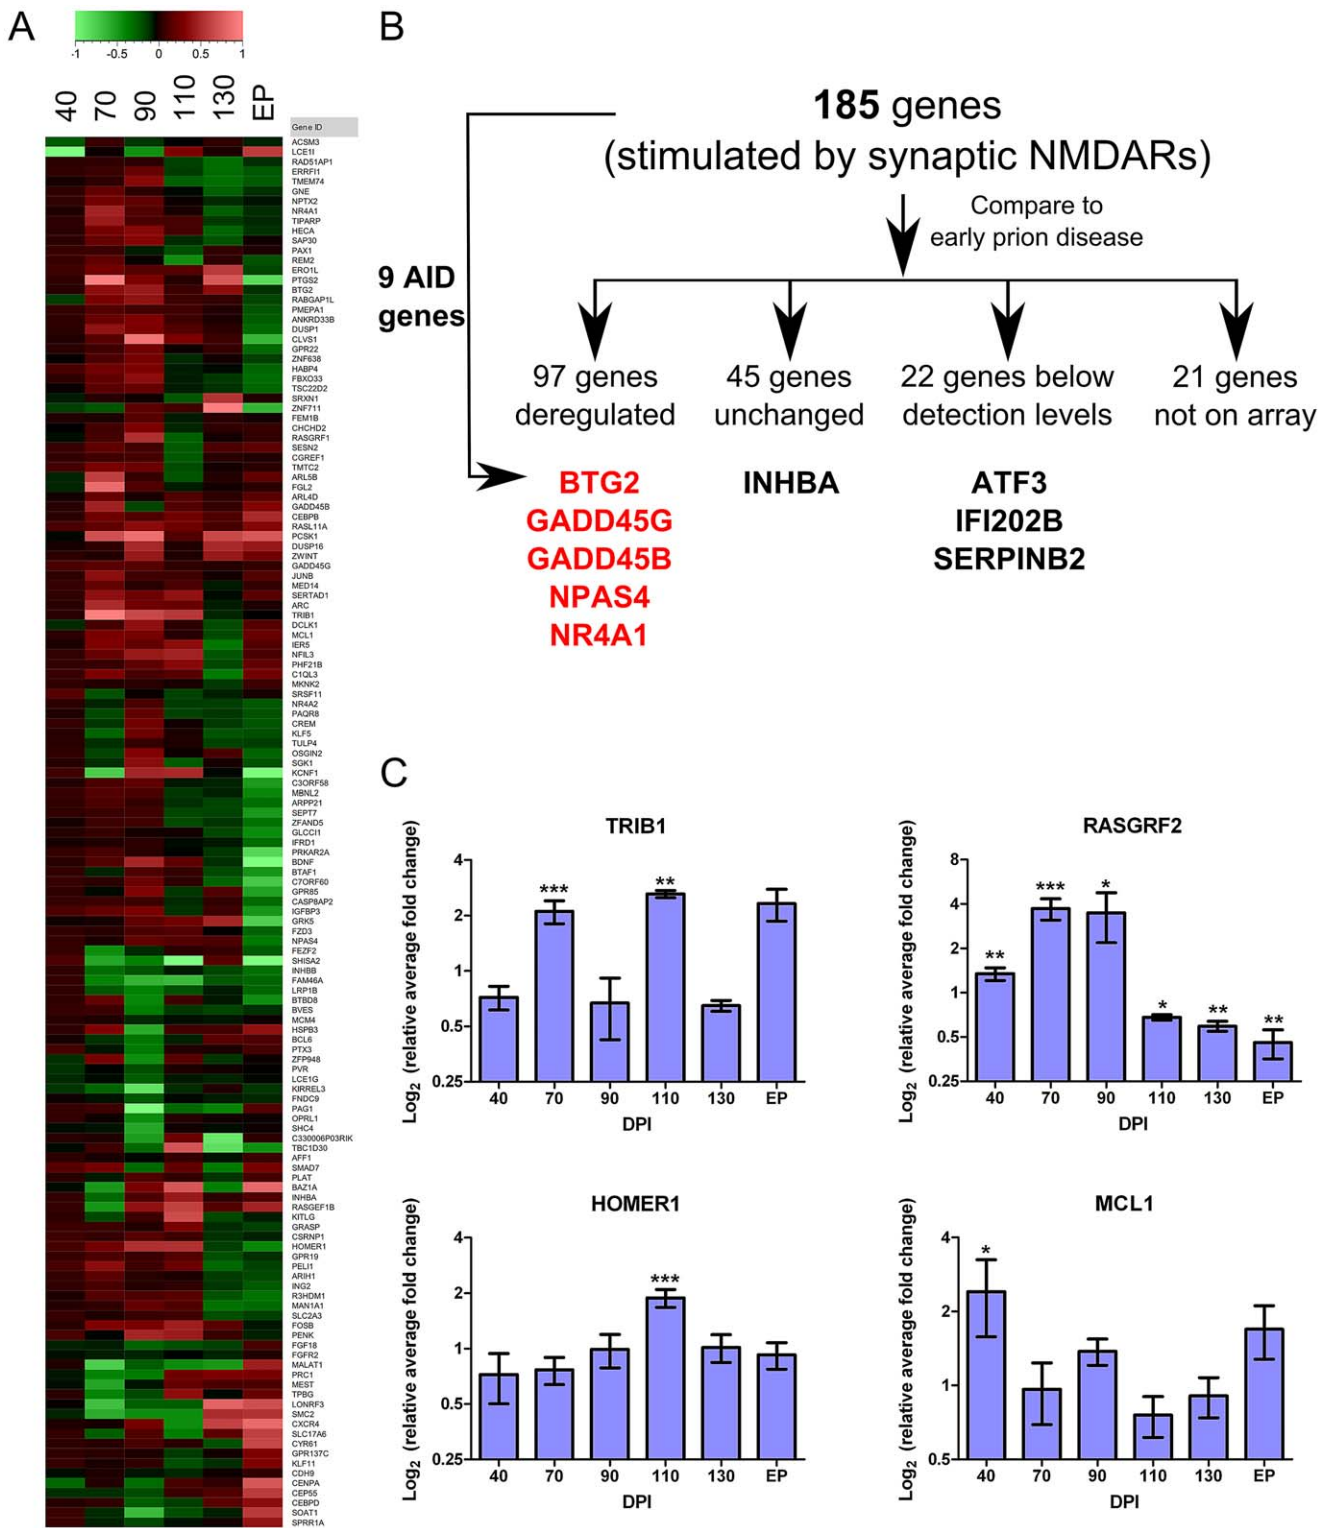 A
-1 -0.5 0 0.5 1
40 70 90 110 130 EP
Gene ID
ACSM3
LCE1I
RAD51AP1
ERRFI1
TMEM74
GNE
NPTX2
NR4A1
TIPARP
HECA
SAP30
PAX1
REM2
ERO1L
PTGS2
BTG2
RABGAP1L
PMEPA1
ANKRD33B
DUSP1
CLVS1
GPR22
ZNF638
HABP4
FBXO33
TSC22D2
SRXN1
ZNF711
FEM1B
CHCHD2
RASGRF1
SESN2
CGREF1
TMTC2
ARL5B
FGL2
ARL4D
GADD45B
CEBPB
RASL11A
PCSK1
DUSP16
ZWINT
GADD45G
JUNB
MED14
SERTAD1
ARC
TRIB1
DCLK1
MCL1
IER5
NFIL3
PHF21B
C1QL3
MKNK2
SRSF11
NR4A2
PAQR8
CREM
KLF5
TULP4
OSGIN2
SGK1
KCNF1
C3ORF58
MBNL2
ARPP21
SEPT7
ZFAND5
GLCCI1
IFRD1
PRKAR2A
BDNF
BTAF1
C7ORF60
GPR85
CASP8AP2
IGFBP3
GRK5
FZD3
NPAS4
FEZF2
SHISA2
INHBB
FAM46A
LRP1B
BTBD8
BVES
MCM4
HSPB3
BCL6
PTX3
ZFP948
PVR
LCE1G
KIRREL3
FNDC9
PAG1
OPRL1
SHC4
C330006P03RIK
TBC1D30
AFF1
SMAD7
PLAT
BAZ1A
INHBA
RASGEF1B
KITLG
GRASP
CSRNP1
HOMER1
GPR19
PELI1
ARIH1
ING2
R3HDM1
MAN1A1
SLC2A3
FOSB
PENK
FGF18
FGFR2
MALAT1
PRC1
MEST
TPBG
LONRF3
SMC2
CXCR4
SLC17A6
CYR61
GPR137C
KLF11
CDH9
CENPA
CEP55
CEBPD
SOAT1
SPRR1A
B
185 genes
(stimulated by synaptic NMDARs)
Compare to
early prion disease
9 AID
genes
97 genes
deregulated
45 genes
unchanged
22 genes below
detection levels
21 genes
not on array
BTG2
GADD45G
GADD45B
NPAS4
NR4A1
INHBA
ATF3
IFI202B
SERPINB2
C
TRIB1
Log2 (relative average fold change)
4
2
1
0.5
0.25
*** **
40 70 90 110 130 EP
DPI
RASGRF2
Log2 (relative average fold change)
8
4
2
1
0.5
0.25
** *** * * ** **
40 70 90 110 130 EP
DPI
HOMER1
Log2 (relative average fold change)
4
2
1
0.5
0.25
***
40 70 90 110 130 EP
DPI
MCL1
Log2 (relative average fold change)
4
2
1
0.5
*
40 70 90 110 130 EP
DPI